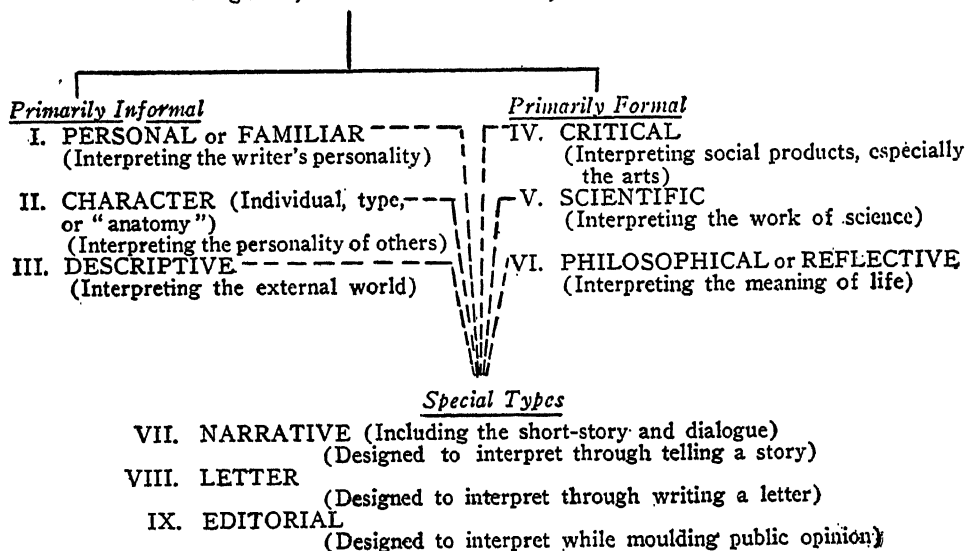 Primarily Informal
I. PERSONAL or FAMILIAR
(Interpreting the writer's personality)
II. CHARACTER (Individual, type,
or "anatomy")
(Interpreting the personality of others)
III. DESCRIPTIVE
(Interpreting the external world)
Primarily Formal
IV. CRITICAL
(Interpreting social products, especially
the arts)
V. SCIENTIFIC
(Interpreting the work of science)
VI. PHILOSOPHICAL or REFLECTIVE
(Interpreting the meaning of life)
Special Types
VII. NARRATIVE (Including the short-story and dialogue)
(Designed to interpret through telling a story)
VIII. LETTER
(Designed to interpret through writing a letter)
IX. EDITORIAL
(Designed to interpret while moulding public opinion)